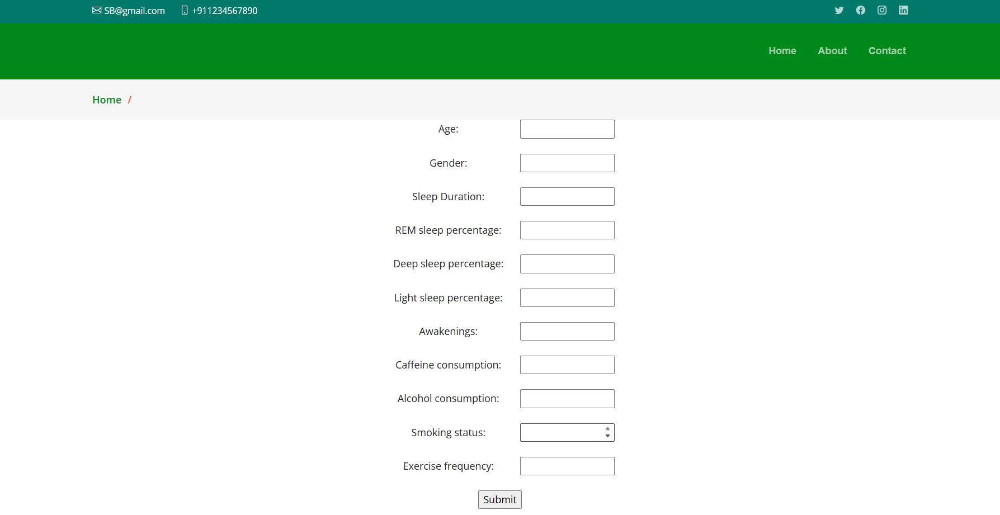 SB@gmail.com +911234567890
Home About Contact
Home /
Age:
Gender:
Sleep Duration:
REM sleep percentage:
Deep sleep percentage:
Light sleep percentage:
Awakenings:
Caffeine consumption:
Alcohol consumption:
Smoking status:
Exercise frequency:
Submit